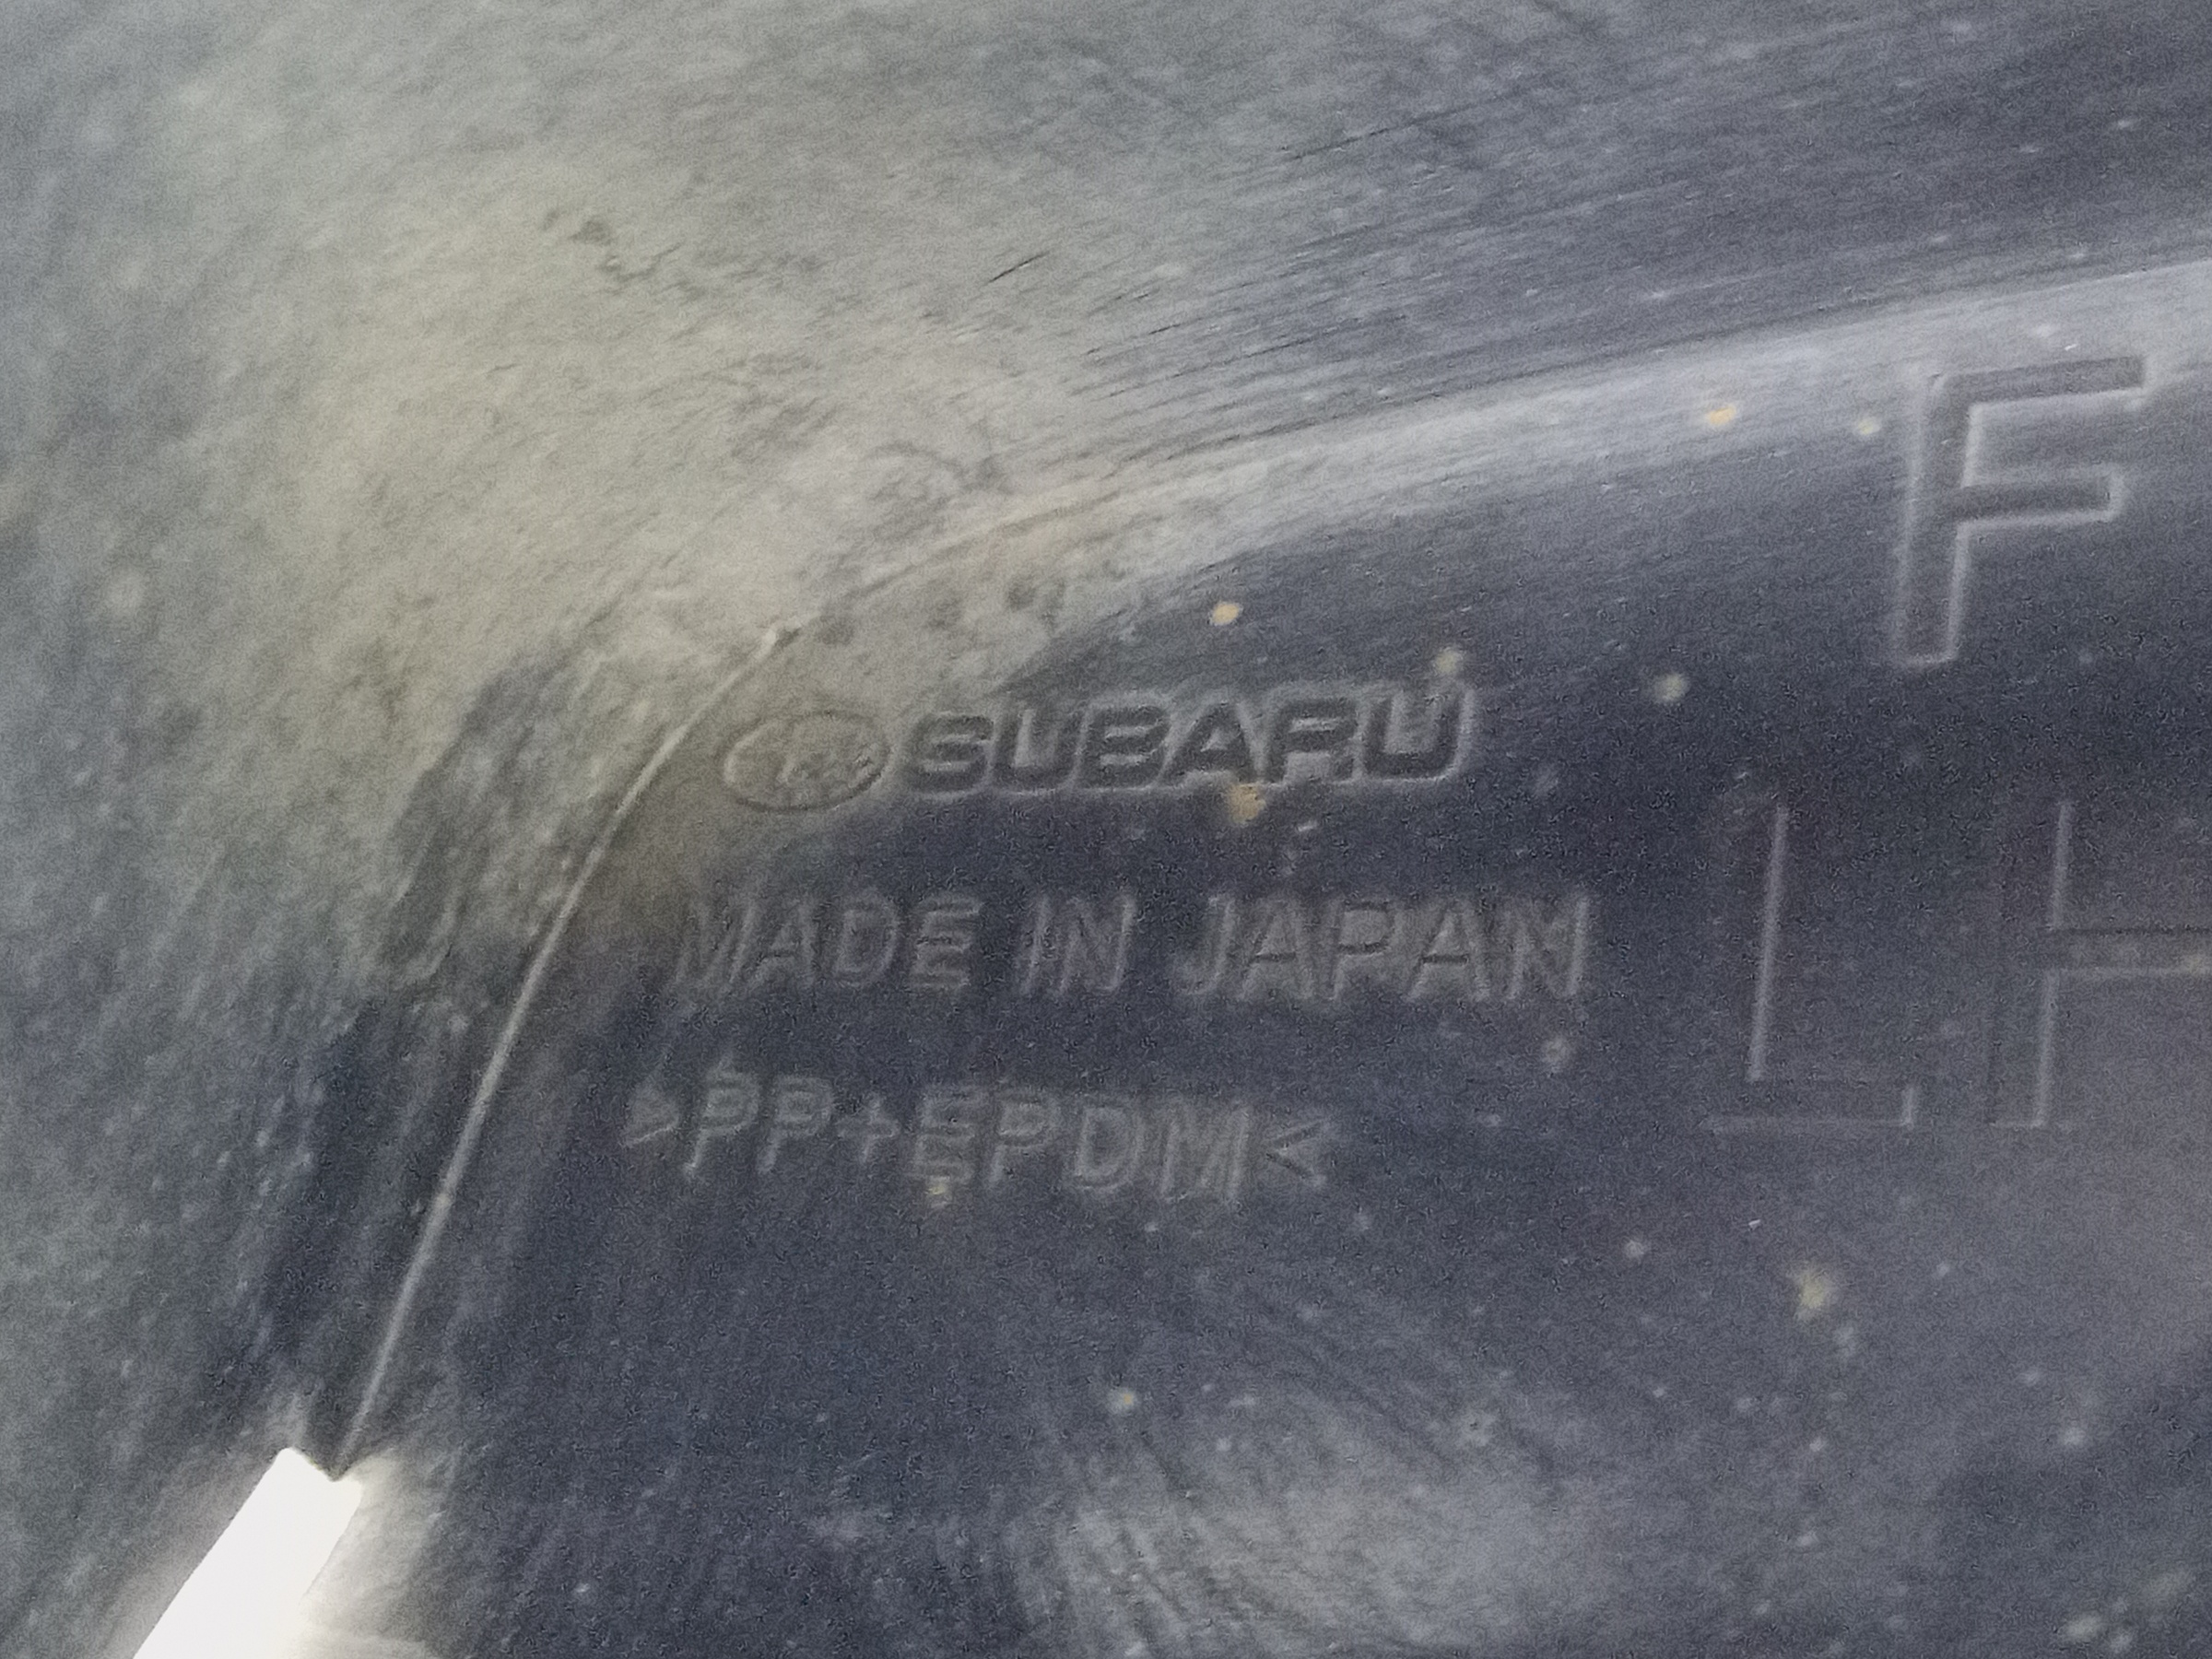 F
SUBARU
MADE IN JAPAN
>PP+EPDM<
LH